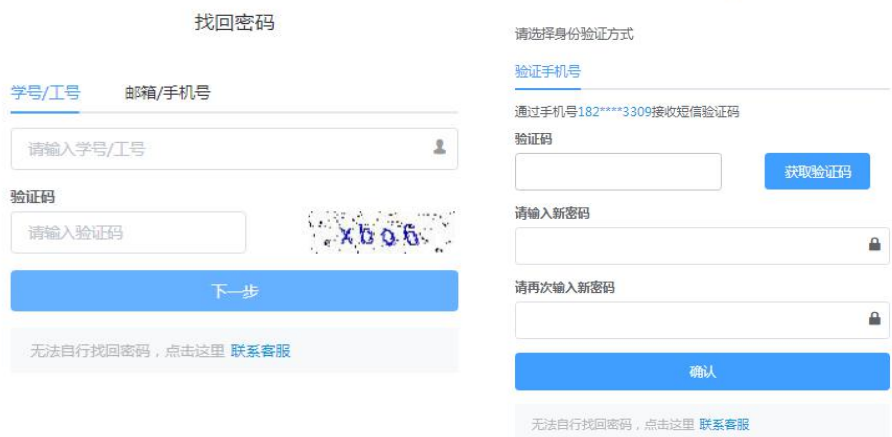 找回密码
学号/工号
邮箱/手机号
请输入学号/工号
验证码
请输入验证码
xbo6
下一步
无法自行找回密码，点击这里 联系客服
请选择身份验证方式
验证手机号
通过手机号182****3309接收短信验证码
验证码
获取验证码
请输入新密码
请再次输入新密码
确认
无法自行找回密码，点击这里 联系客服